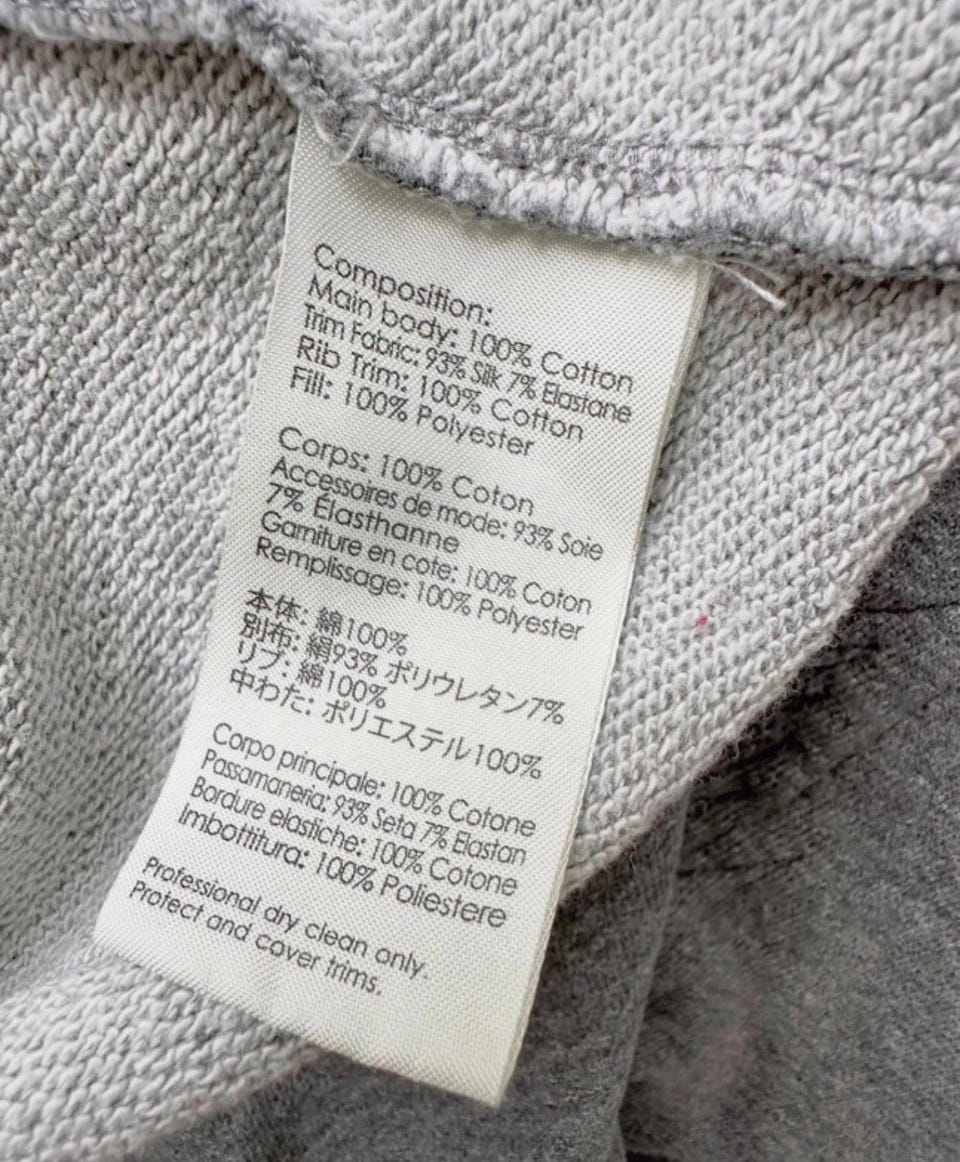 Composition:
Main body: 100% Cotton
Trim Fabric: 93% Silk 7% Elastane
Rib Trim: 100% Cotton
Fill: 100% Polyester
Corps: 100% Coton
Accessoires de mode: 93% Soie
7% Élasthanne
Garniture en cote: 100% Coton
Remplissage: 100% Polyester
本体: 綿100%
別布: 絹93% ポリウレタン7%
リブ: 綿100%
中わた: ポリエステル100%
Corpo principale: 100% Cotone
Passamaneria: 93% Seta 7% Elastan
Bordure elastiche: 100% Cotone
Imbottitura: 100% Poliestere
Professional dry clean only.
Protect and cover trims.